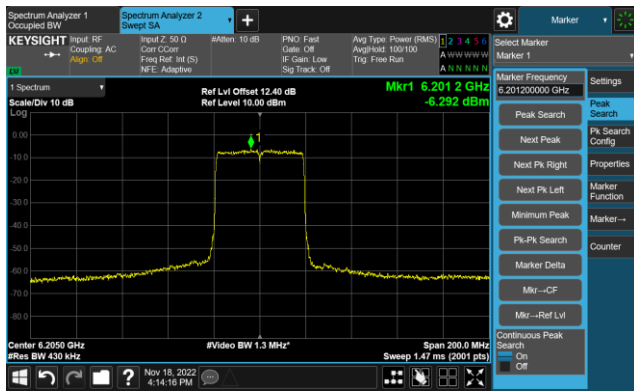 Spectrum Analyzer 1
Occupied BW
Spectrum Analyzer 2
Swept SA
Marker
KEYSIGHT
Input: RF
Coupling: AC
Align: Off
Input Z: 50 Ω
Corr CCorr
Freq Ref: Int (S)
NFE: Adaptive
#Atten: 10 dB
PNO: Fast
Gate: Off
IF Gain: Low
Sig Track: Off
Avg Type: Power (RMS)
Avg|Hold: 100/100
Trig: Free Run
1 2 3 4 5 6
A W W W W W
A N N N N N
Select Marker
Marker 1
1 Spectrum
Scale/Div 10 dB
Log
Ref Lvl Offset 12.40 dB
Ref Level 10.00 dBm
Mkr1 6.201 2 GHz
-6.292 dBm
0.00
-10.0
-20.0
-30.0
-40.0
-50.0
-60.0
-70.0
-80.0
1
Center 6.2050 GHz
#Res BW 430 kHz
#Video BW 1.3 MHz*
Span 200.0 MHz
Sweep 1.47 ms (2001 pts)
Marker Frequency
6.201200000 GHz
Peak Search
Next Peak
Next Pk Right
Next Pk Left
Minimum Peak
Pk-Pk Search
Marker Delta
Mkr→CF
Mkr→Ref Lvl
Continuous Peak
Search
On
Off
Settings
Peak
Search
Pk Search
Config
Properties
Marker
Function
Marker→
Counter
?
Nov 18, 2022
4:14:16 PM